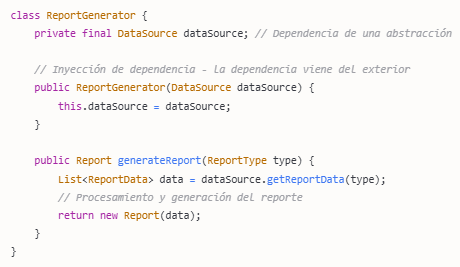 class ReportGenerator {
    private final DataSource dataSource; // Dependencia de una abstracción

    // Inyección de dependencia - la dependencia viene del exterior
    public ReportGenerator(DataSource dataSource) {
        this.dataSource = dataSource;
    }

    public Report generateReport(ReportType type) {
        List<ReportData> data = dataSource.getReportData(type);
        // Procesamiento y generación del reporte
        return new Report(data);
    }
}